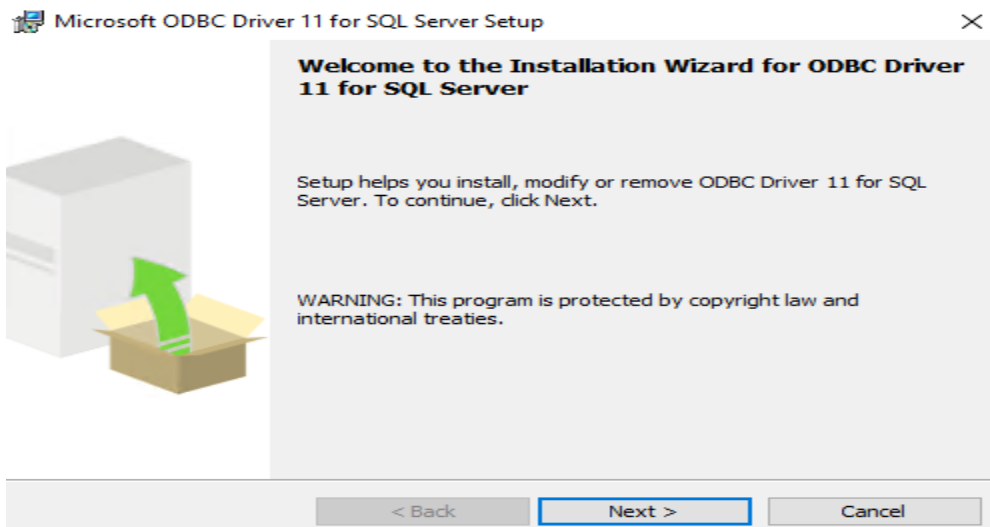 Microsoft ODBC Driver 11 for SQL Server Setup
Welcome to the Installation Wizard for ODBC Driver
11 for SQL Server
Setup helps you install, modify or remove ODBC Driver 11 for SQL
Server. To continue, click Next.
WARNING: This program is protected by copyright law and
international treaties.
< Back
Next >
Cancel